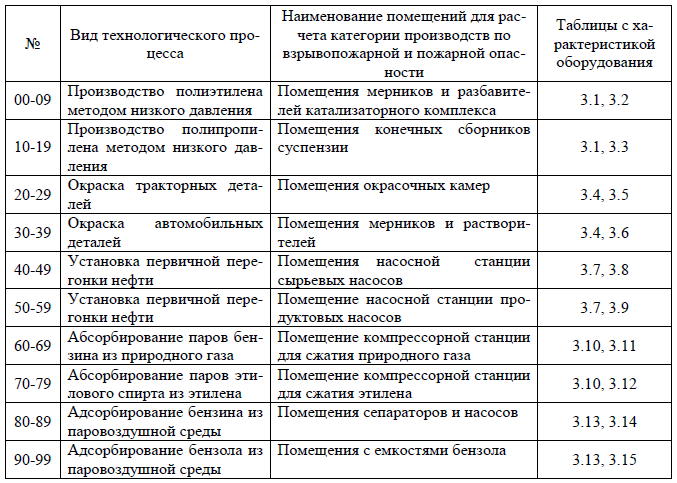 №
Вид технологического про-
цесса
Наименование помещений для рас-
чета категории производств по
взрывопожарной и пожарной опас-
ности
Таблицы с ха-
рактеристикой
оборудования
00-09
Производство полиэтилена
методом низкого давления
Помещения мерников и разбавите-
лей катализаторного комплекса
3.1, 3.2
10-19
Производство полипропи-
лена методом низкого дав-
ления
Помещения конечных сборников
суспензии
3.1, 3.3
20-29
Окраска тракторных дета-
лей
Помещения окрасочных камер
3.4, 3.5
30-39
Окраска автомобильных
деталей
Помещения мерников и раствори-
телей
3.4, 3.6
40-49
Установка первичной пере-
гонки нефти
Помещения насосной станции
сырьевых насосов
3.7, 3.8
50-59
Установка первичной пере-
гонки нефти
Помещение насосной станции про-
дуктовых насосов
3.7, 3.9
60-69
Абсорбирование паров бен-
зина из природного газа
Помещение компрессорной станции
для сжатия природного газа
3.10, 3.11
70-79
Абсорбирование паров эти-
лового спирта из этилена
Помещение компрессорной станции
для сжатия этилена
3.10, 3.12
80-89
Адсорбирование бензина из
паровоздушной среды
Помещения сепараторов и насосов
3.13, 3.14
90-99
Адсорбирование бензола из
паровоздушной среды
Помещения с емкостями бензола
3.13, 3.15